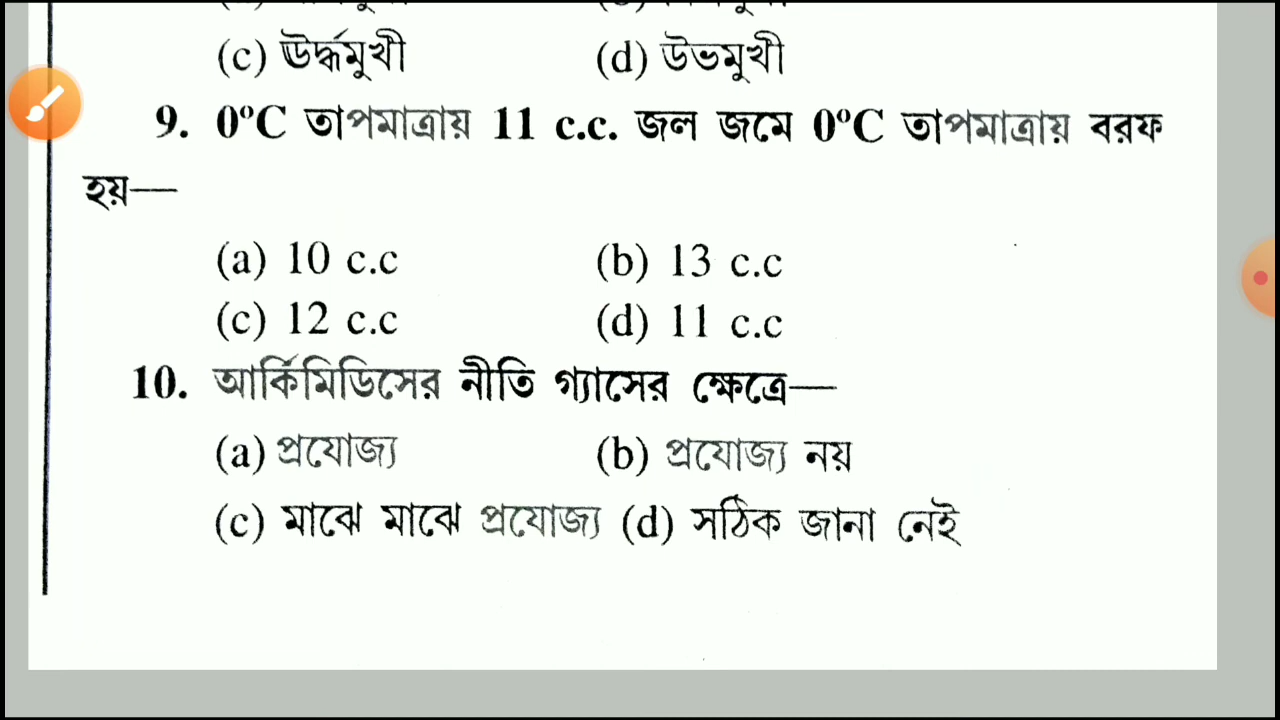 (c) ঊর্দ্ধমুখী (d) উভমুখী
9. 0°C তাপমাত্রায় 11 c.c. জল জমে 0°C তাপমাত্রায় বরফ
হয়—
(a) 10 c.c (b) 13 c.c
(c) 12 c.c (d) 11 c.c
10. আর্কিমিডিসের নীতি গ্যাসের ক্ষেত্রে—
(a) প্রযোজ্য (b) প্রযোজ্য নয়
(c) মাঝে মাঝে প্রযোজ্য (d) সঠিক জানা নেই